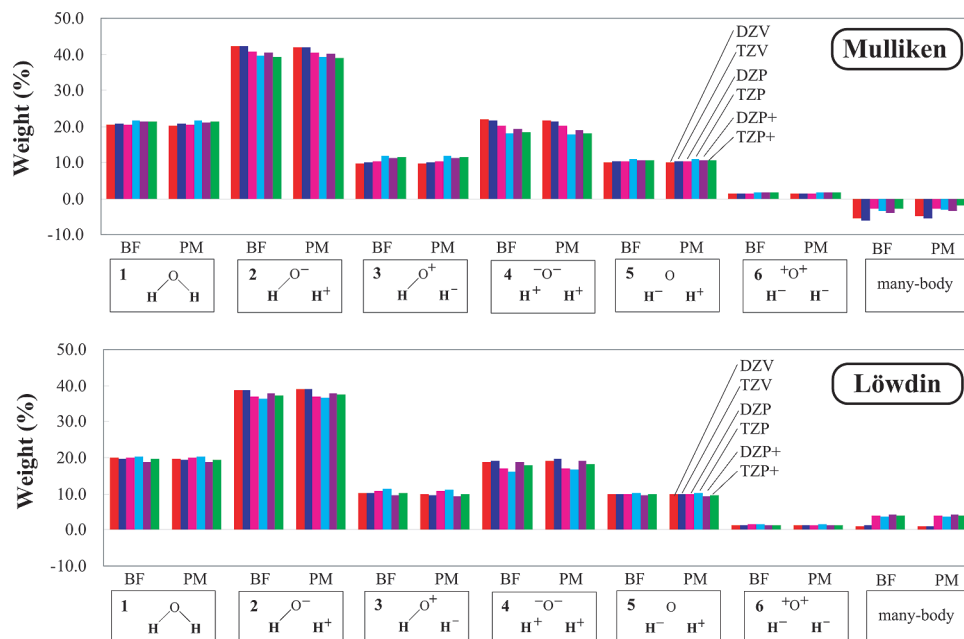 50.0
Mulliken
40.0
30.0
20.0
10.0
0.0
-10.0
Weight (%)
DZV
TZV
DZP
TZP
DZP+
TZP+
BF PM BF PM BF PM BF PM BF PM BF PM BF PM
1 O H H
2 O⁻ H H⁺
3 O⁺ H H⁻
4 ⁻O⁻ H⁺ H⁺
5 O H⁻ H⁺
6 ⁺O⁺ H⁻ H⁻
many-body
50.0
Löwdin
40.0
30.0
20.0
10.0
0.0
-10.0
Weight (%)
DZV
TZV
DZP
TZP
DZP+
TZP+
BF PM BF PM BF PM BF PM BF PM BF PM BF PM
1 O H H
2 O⁻ H H⁺
3 O⁺ H H⁻
4 ⁻O⁻ H⁺ H⁺
5 O H⁻ H⁺
6 ⁺O⁺ H⁻ H⁻
many-body